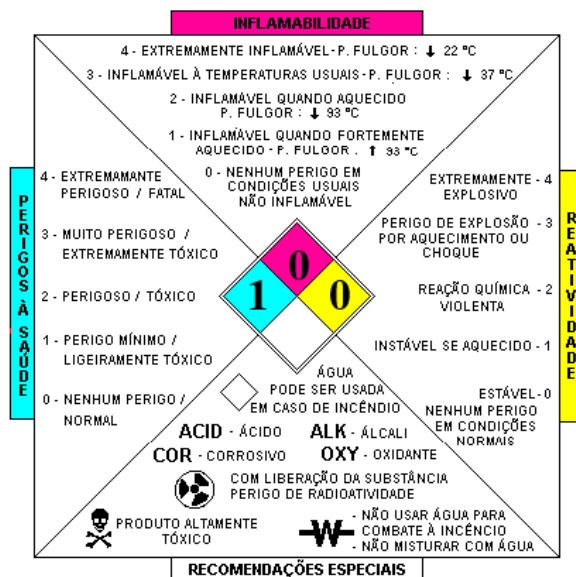 INFLAMABILIDADE
4 - EXTREMAMENTE INFLAMÁVEL - P. FULGOR : ↓ 22 ºC
3 - INFLAMÁVEL À TEMPERATURAS USUAIS - P. FULGOR : ↓ 37 ºC
2 - INFLAMÁVEL QUANDO AQUECIDO
P. FULGOR : ↓ 93 ºC
1 - INFLAMÁVEL QUANDO FORTEMENTE
AQUECIDO - P. FULGOR . ↑ 93 ºC
0 - NENHUM PERIGO EM
CONDIÇÕES USUAIS
NÃO INFLAMÁVEL
PERIGOS À SAÚDE
4 - EXTREMAMANTE
PERIGOSO / FATAL
3 - MUITO PERIGOSO /
EXTREMAMENTE TÓXICO
2 - PERIGOSO / TÓXICO
1 - PERIGO MÍNIMO /
LIGEIRAMENTE TÓXICO
0 - NENHUM PERIGO /
NORMAL
0
1 0
REATIVIDADE
EXTREMAMENTE - 4
EXPLOSIVO
PERIGO DE EXPLOSÃO - 3
POR AQUECIMENTO OU
CHOQUE
REAÇÃO QUÍMICA - 2
VIOLENTA
INSTÁVEL SE AQUECIDO - 1
ESTÁVEL - 0
NENHUM PERIGO
EM CONDIÇÕES
NORMAIS
ÁGUA
PODE SER USADA
EM CASO DE INCÊNDIO
ACID - ÁCIDO ALK - ÁLCALI
COR - CORROSIVO OXY - OXIDANTE
COM LIBERAÇÃO DA SUBSTÂNCIA
PERIGO DE RADIOATIVIDADE
PRODUTO ALTAMENTE
TÓXICO
W
- NÃO USAR ÁGUA PARA
COMBATE À INCÊNCIO
- NÃO MISTURAR COM ÁGUA
RECOMENDAÇÕES ESPECIAIS